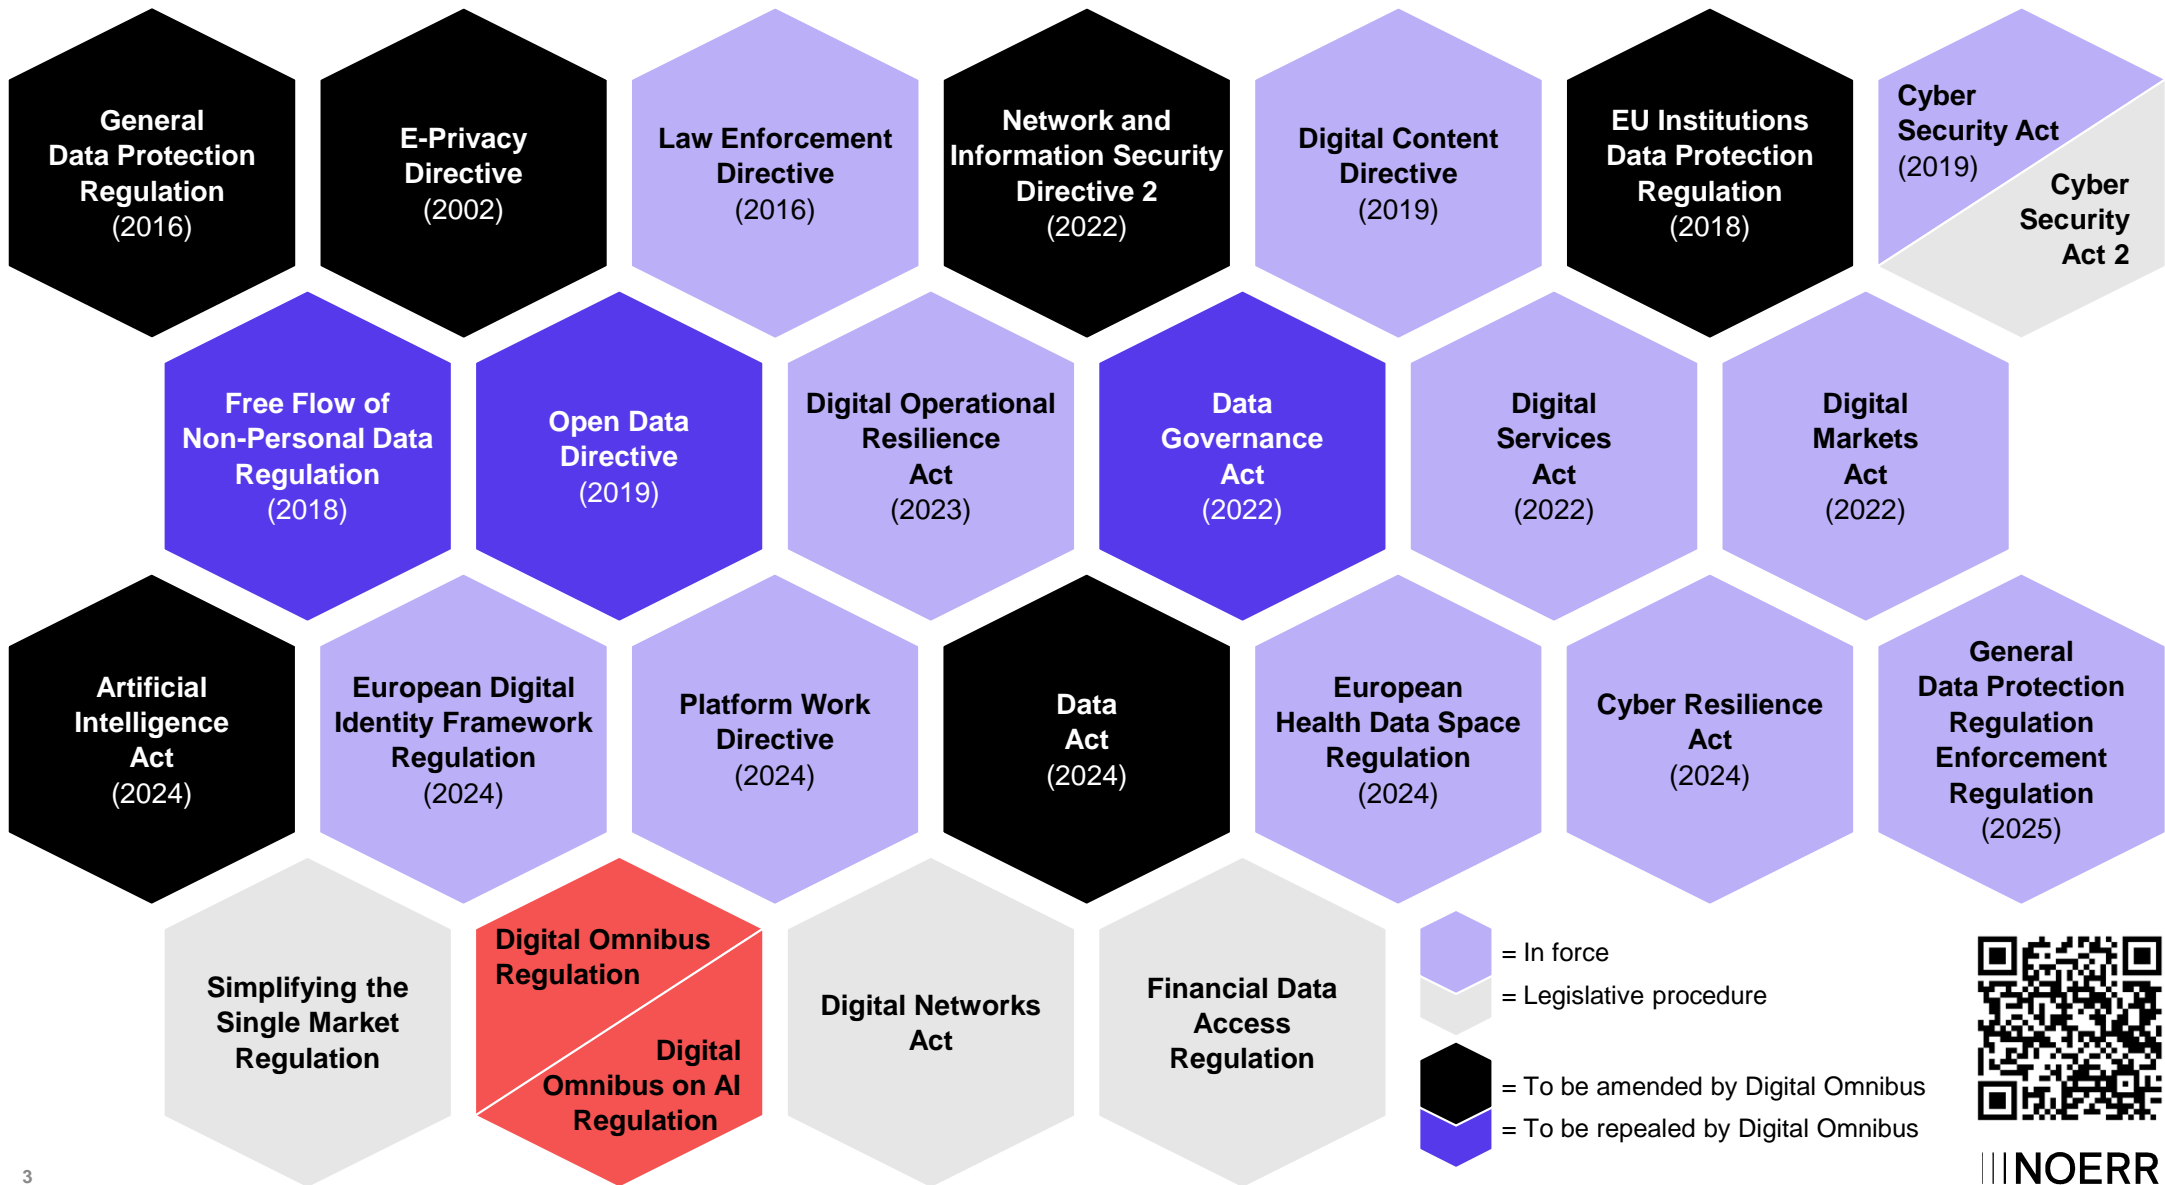 General
Data Protection
Regulation
(2016)
E-Privacy
Directive
(2002)
Law Enforcement
Directive
(2016)
Network and
Information Security
Directive 2
(2022)
Digital Content
Directive
(2019)
EU Institutions
Data Protection
Regulation
(2018)
Cyber
Security Act
(2019)
Cyber
Security
Act 2
Free Flow of
Non-Personal Data
Regulation
(2018)
Open Data
Directive
(2019)
Digital Operational
Resilience
Act
(2023)
Data
Governance
Act
(2022)
Digital
Services
Act
(2022)
Digital
Markets
Act
(2022)
Artificial
Intelligence
Act
(2024)
European Digital
Identity Framework
Regulation
(2024)
Platform Work
Directive
(2024)
Data
Act
(2024)
European
Health Data Space
Regulation
(2024)
Cyber Resilience
Act
(2024)
General
Data Protection
Regulation
Enforcement
Regulation
(2025)
Simplifying the
Single Market
Regulation
Digital Omnibus
Regulation
Digital
Omnibus on AI
Regulation
Digital Networks
Act
Financial Data
Access
Regulation
= In force
= Legislative procedure
= To be amended by Digital Omnibus
= To be repealed by Digital Omnibus
NOERR
3